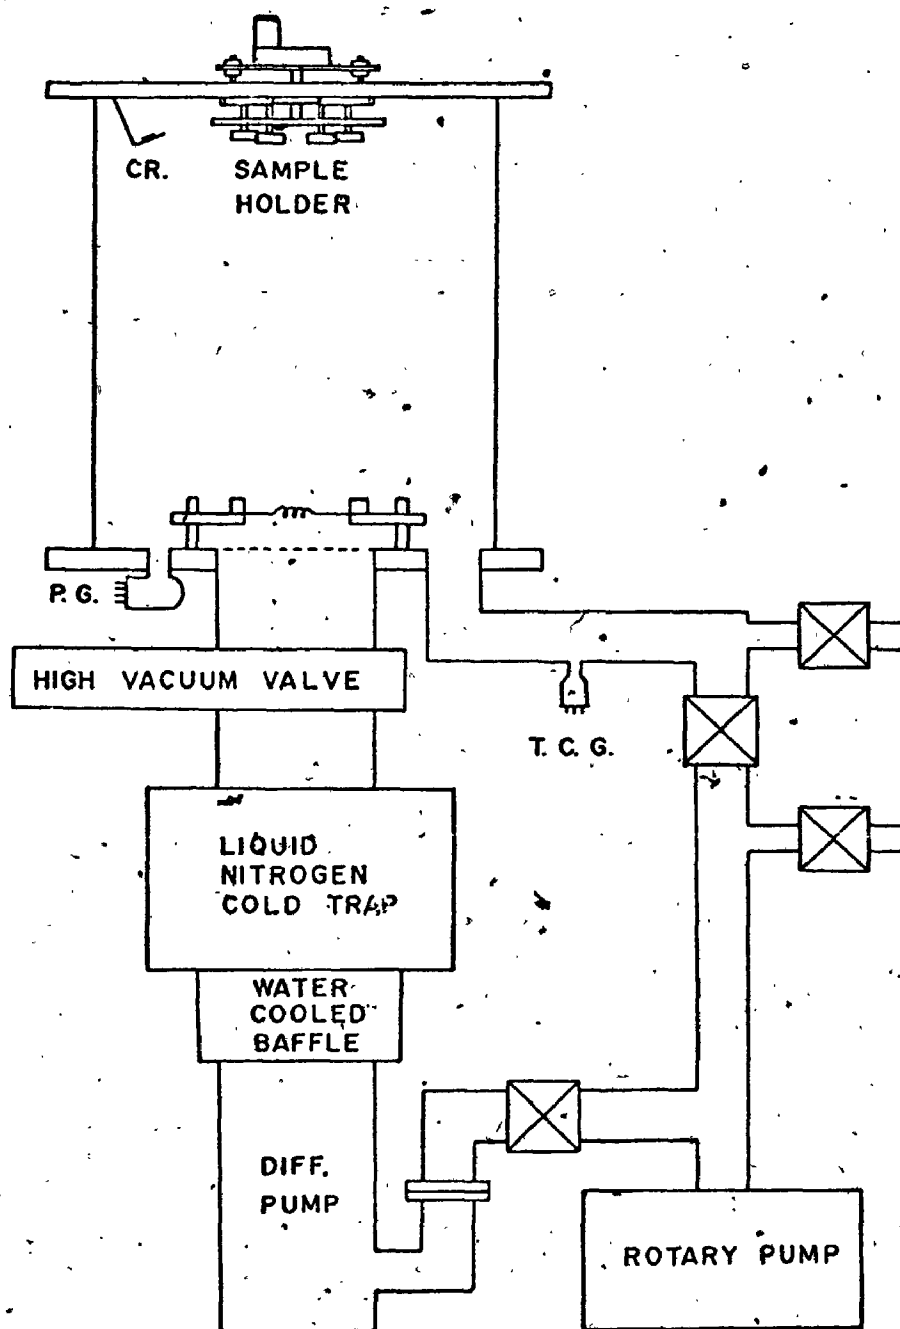 CR.
SAMPLE
HOLDER
P. G.
HIGH VACUUM VALVE
T. C. G.
LIQUID
NITROGEN
COLD TRAP
WATER
COOLED
BAFFLE
DIFF.
PUMP
ROTARY PUMP